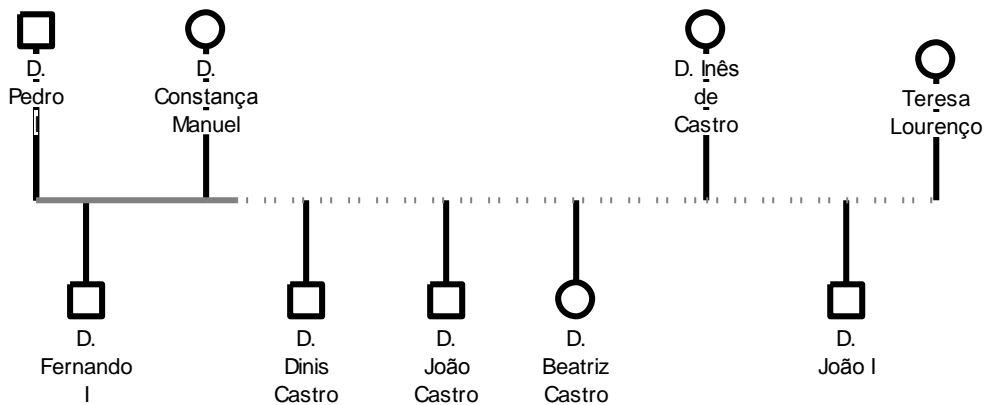 D.
Pedro
I
D.
Constança
Manuel
D. Inês
de
Castro
Teresa
Lourenço
D.
Fernando
I
D.
Dinis
Castro
D.
João
Castro
D.
Beatriz
Castro
D.
João I